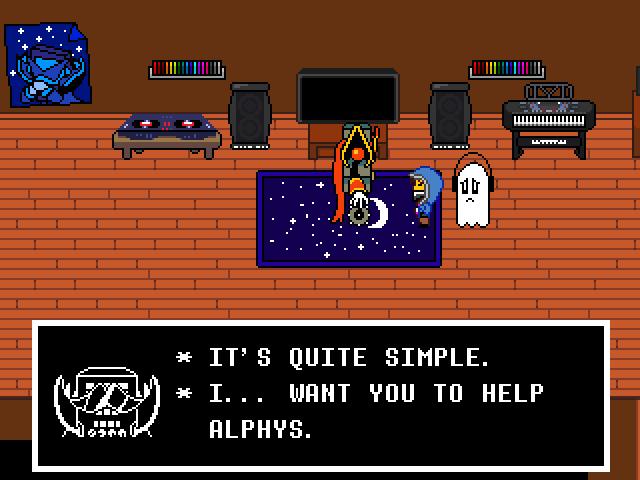 * IT'S QUITE SIMPLE.
* I... WANT YOU TO HELP
ALPHYS.